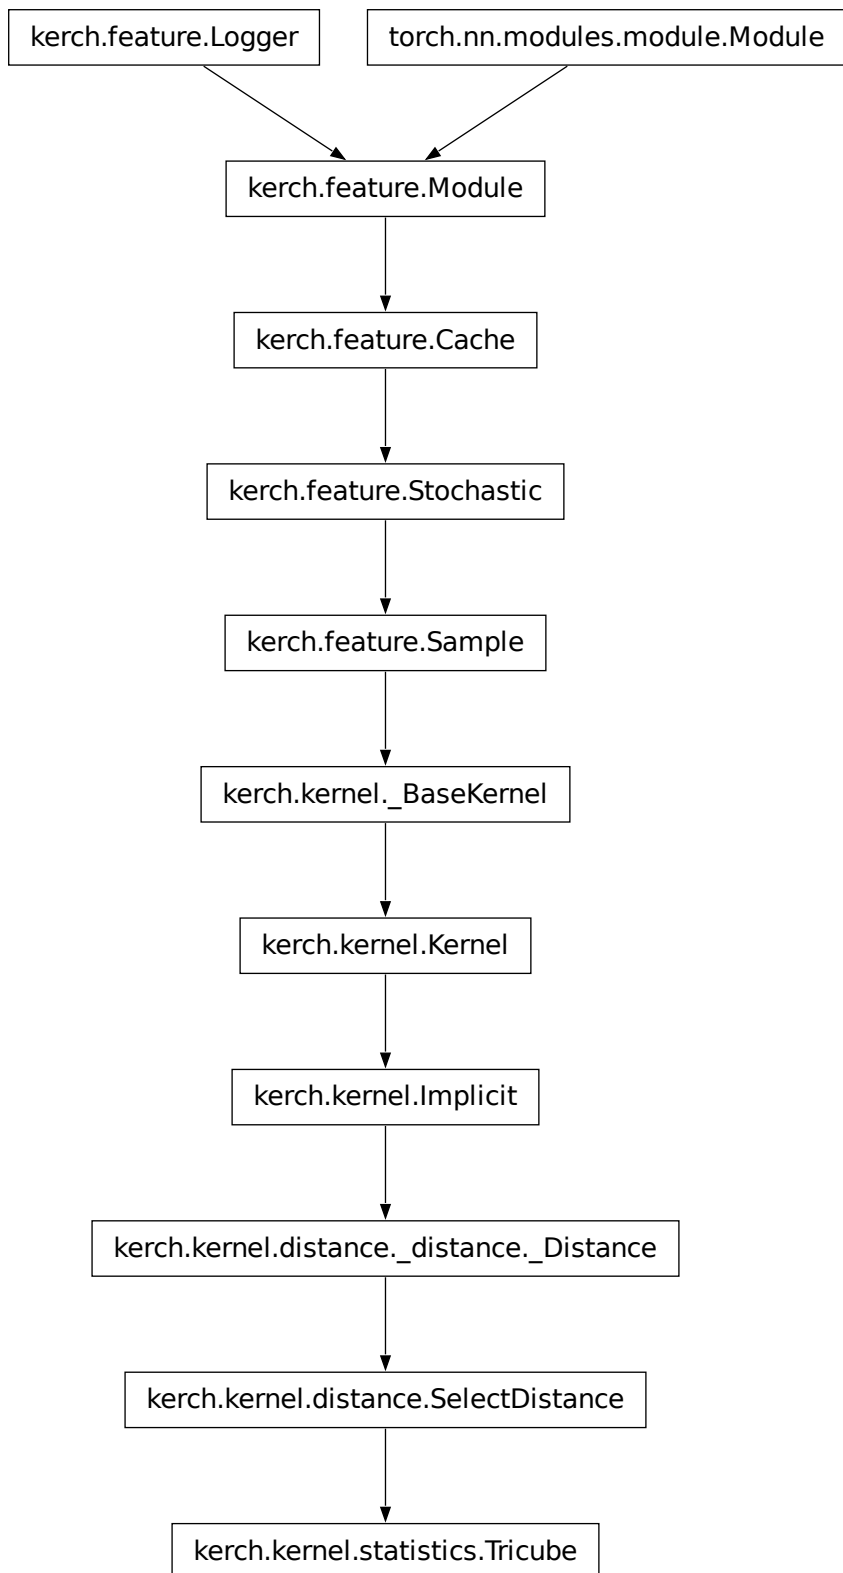 kerch.feature.Logger
torch.nn.modules.module.Module
kerch.feature.Module
kerch.feature.Cache
kerch.feature.Stochastic
kerch.feature.Sample
kerch.kernel._BaseKernel
kerch.kernel.Kernel
kerch.kernel.Implicit
kerch.kernel.distance._distance._Distance
kerch.kernel.distance.SelectDistance
kerch.kernel.statistics.Tricube